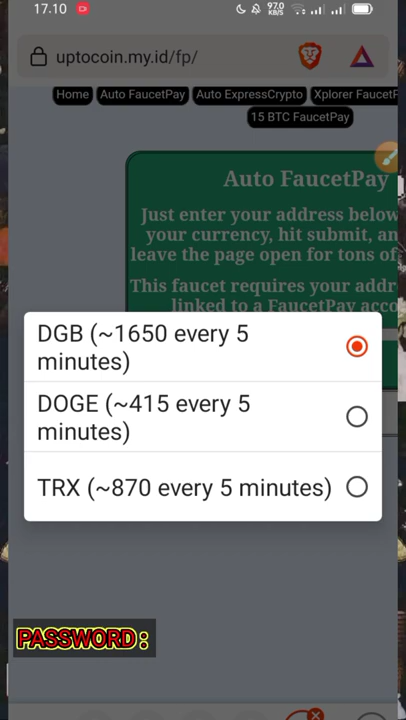 17.10
97.0
KB/S
uptocoin.my.id/fp/
Home Auto FaucetPay Auto ExpressCrypto Xplorer FaucetP
15 BTC FaucetPay
Auto FaucetPay
Just enter your address below
your currency, hit submit, an
leave the page open for tons of
This faucet requires your addr
linked to a FaucetPay acco
DGB (~1650 every 5
minutes)
DOGE (~415 every 5
minutes)
TRX (~870 every 5 minutes)
PASSWORD: